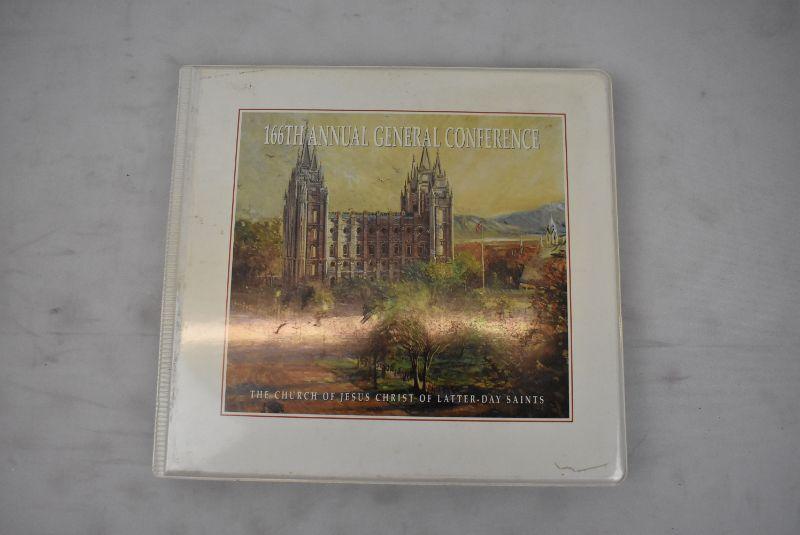 166TH ANNUAL GENERAL CONFERENCE
THE CHURCH OF JESUS CHRIST OF LATTER-DAY SAINTS